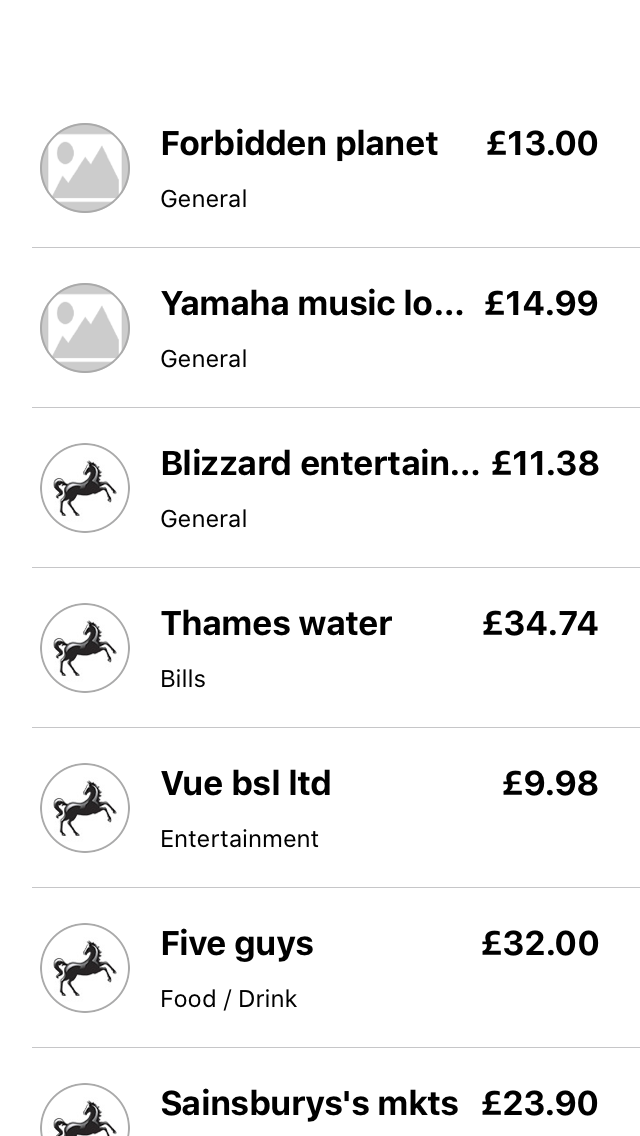 Forbidden planet £13.00
General
Yamaha music lo... £14.99
General
Blizzard entertain... £11.38
General
Thames water £34.74
Bills
Vue bsl ltd £9.98
Entertainment
Five guys £32.00
Food / Drink
Sainsburys's mkts £23.90